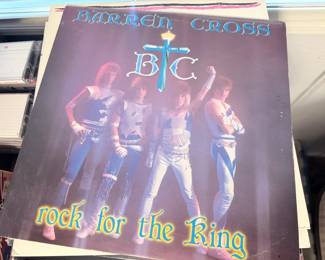 BARREN CROSS
BC
rock for the King